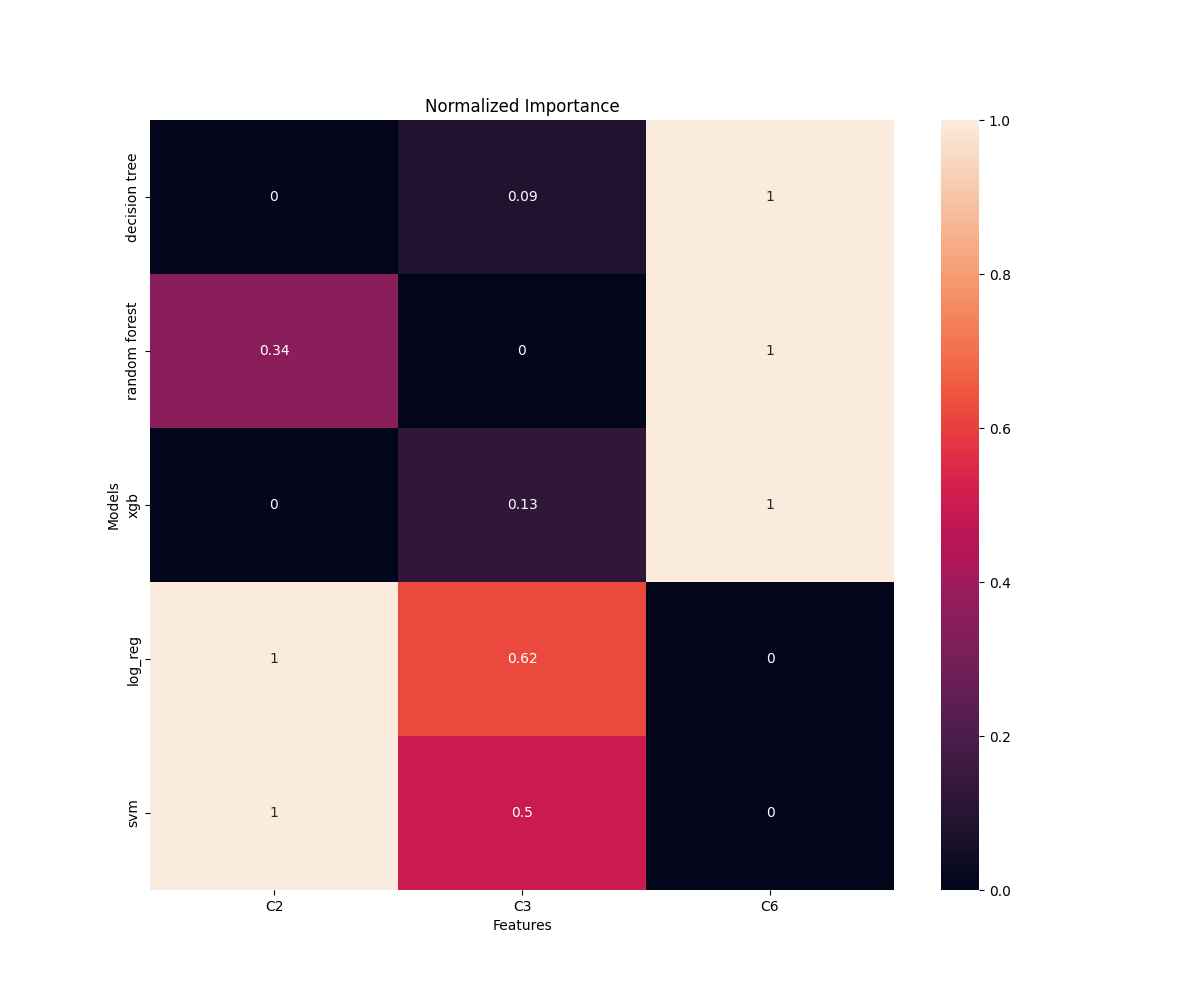 Normalized Importance
Models
decision tree
0 0.09 1
random forest
0.34 0 1
xgb
0 0.13 1
log_reg
1 0.62 0
svm
1 0.5 0
C2 C3 C6
Features
1.0
0.8
0.6
0.4
0.2
0.0